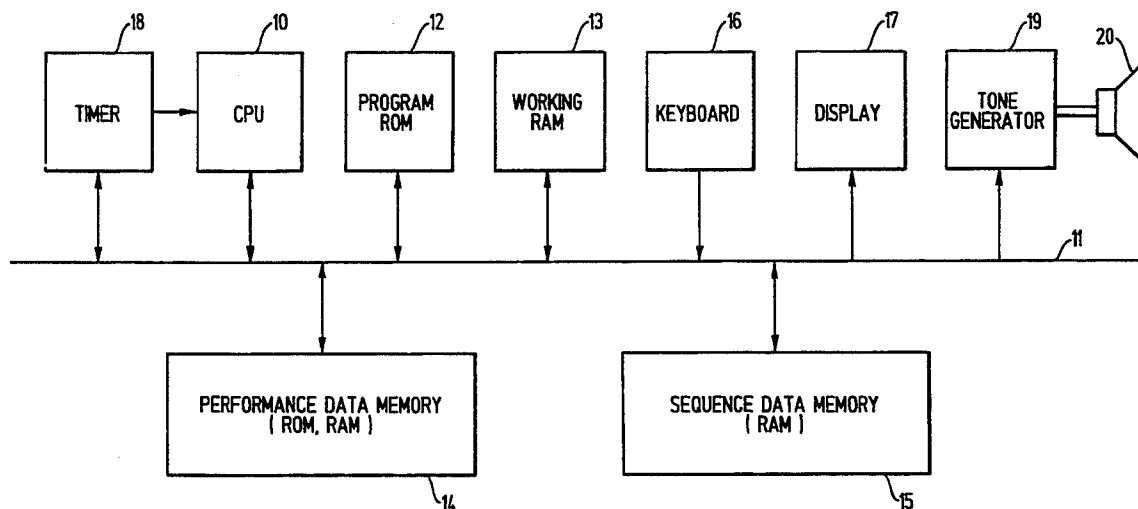 18
10
12
13
16
17
19
20
TIMER
CPU
PROGRAM
ROM
WORKING
RAM
KEYBOARD
DISPLAY
TONE
GENERATOR
11
PERFORMANCE DATA MEMORY
( ROM, RAM )
SEQUENCE DATA MEMORY
( RAM )
14
15